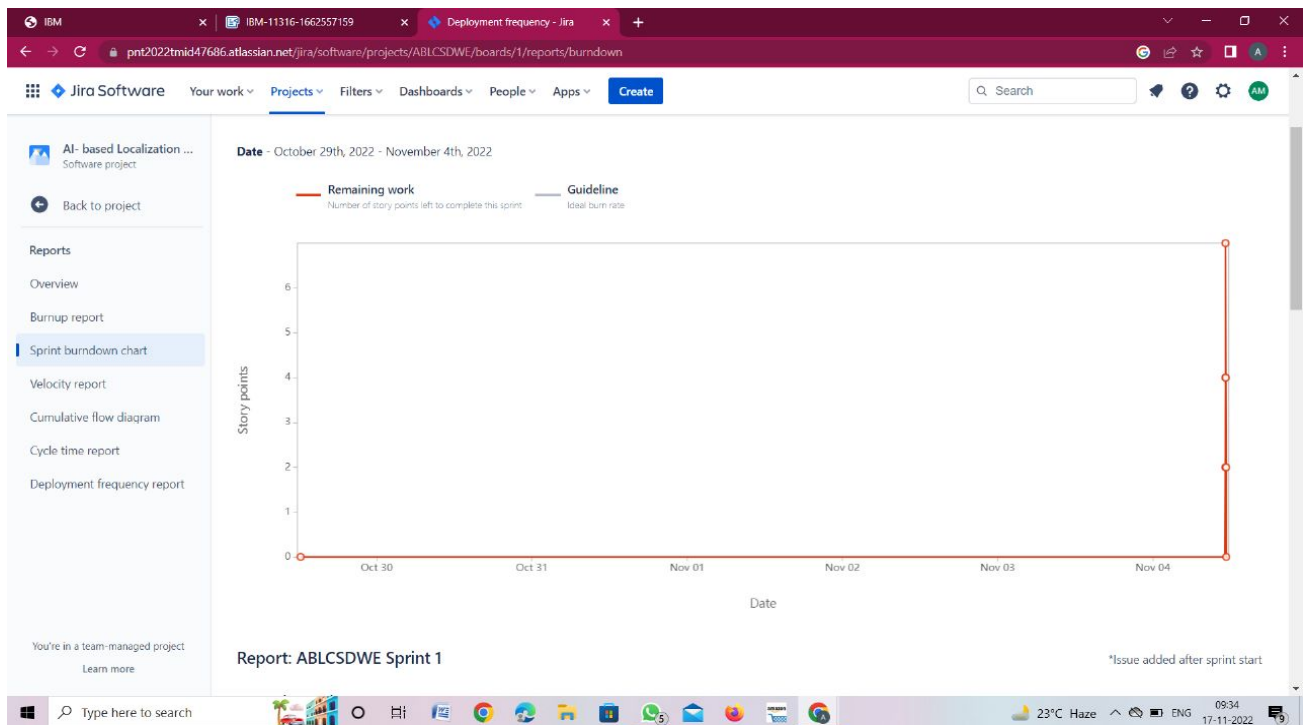 IBM
IBM-11316-1662557159
Deployment frequency - Jira
pnt2022tmid47686.atlassian.net/jira/software/projects/ABLCSDWE/boards/1/reports/burndown
A
Jira Software
Your work
Projects
Filters
Dashboards
People
Apps
Create
Search
AM
AI- based Localization ...
Software project
Back to project
Reports
Overview
Burnup report
Sprint burndown chart
Velocity report
Cumulative flow diagram
Cycle time report
Deployment frequency report
You're in a team-managed project
Learn more
Date - October 29th, 2022 - November 4th, 2022
Remaining work
Number of story points left to complete this sprint
Guideline
Ideal burn rate
Story points
6
5
4
3
2
1
0
Oct 30 Oct 31 Nov 01 Nov 02 Nov 03 Nov 04
Date
Report: ABLCSDWE Sprint 1
*Issue added after sprint start
Type here to search
5
23°C Haze
ENG
09:34
17-11-2022
9